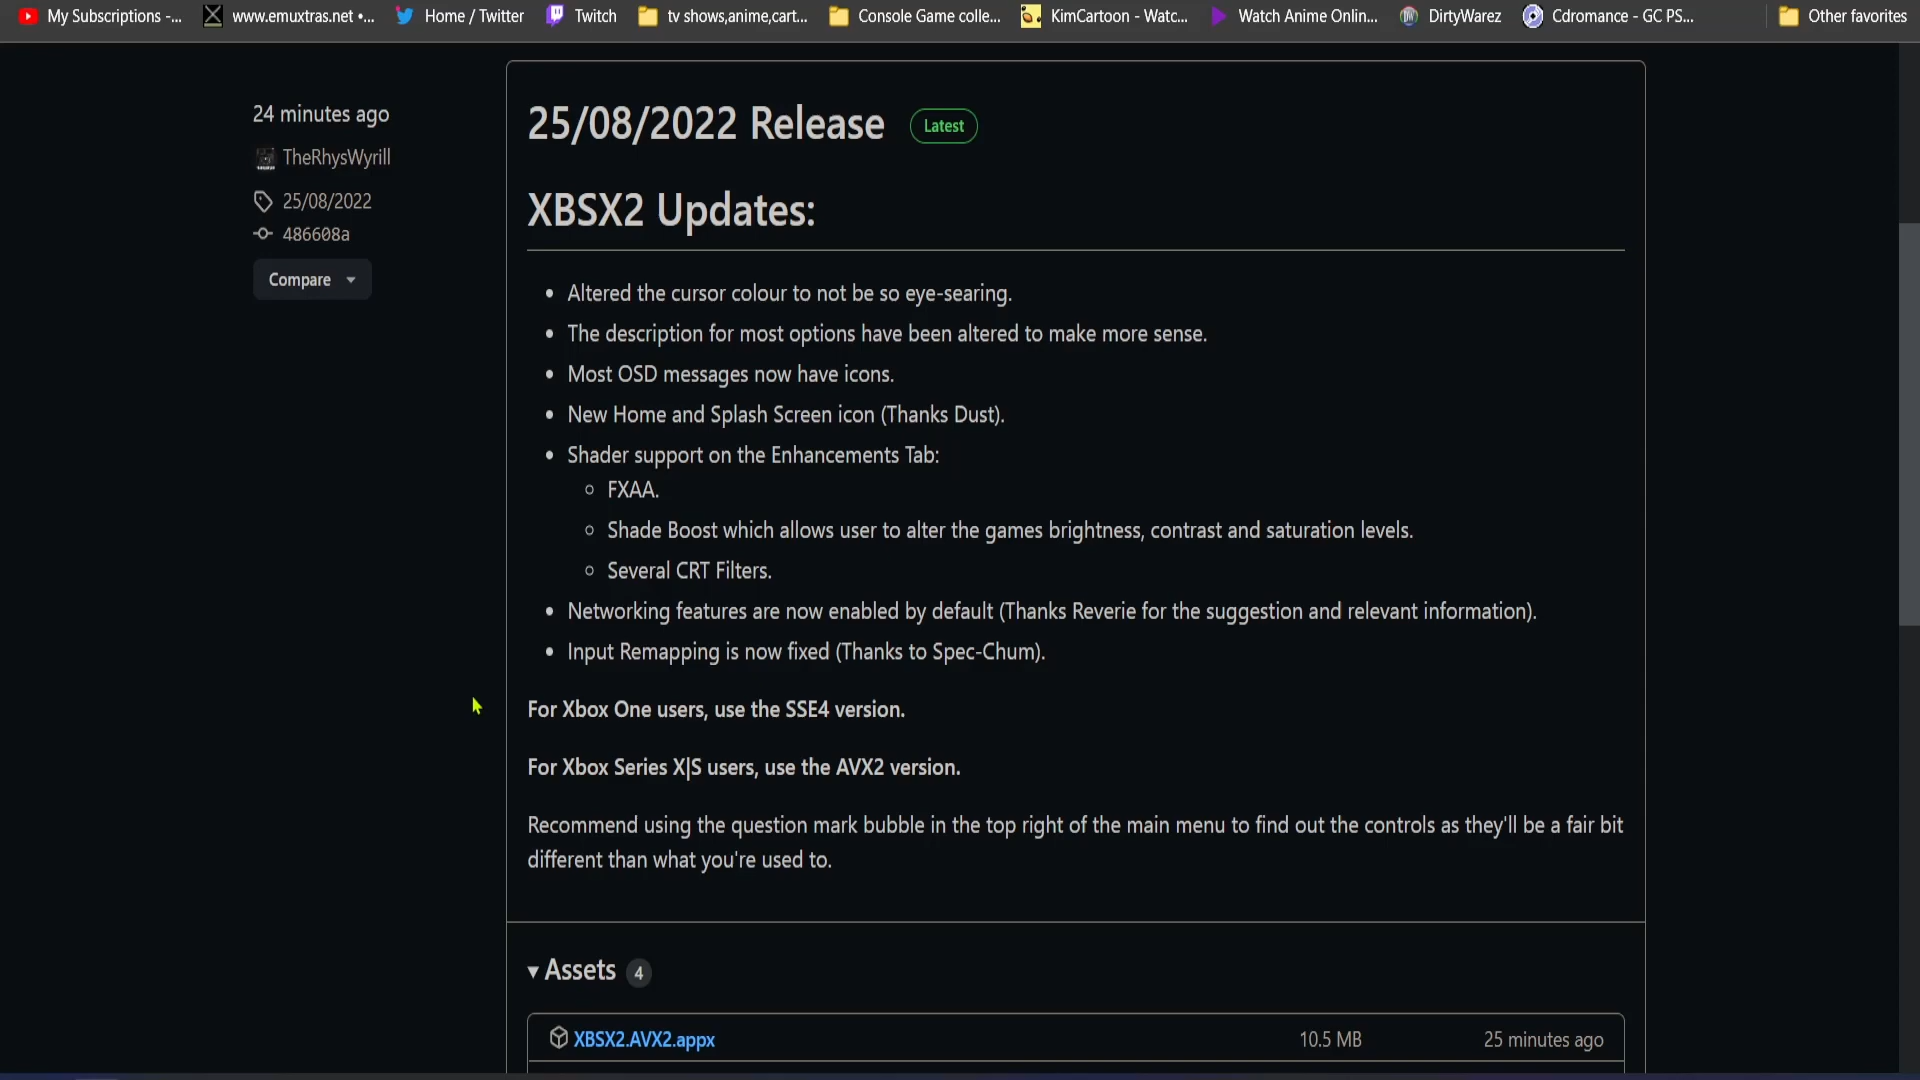 My Subscriptions -...
www.emuxtras.net •...
Home / Twitter
Twitch
tv shows,anime,cart...
Console Game colle...
KimCartoon - Watc...
Watch Anime Onlin...
DirtyWarez
Cdromance - GC PS...
Other favorites
24 minutes ago
TheRhysWyrill
25/08/2022
486608a
Compare
25/08/2022 Release Latest
XBSX2 Updates:
• Altered the cursor colour to not be so eye-searing.
• The description for most options have been altered to make more sense.
• Most OSD messages now have icons.
• New Home and Splash Screen icon (Thanks Dust).
• Shader support on the Enhancements Tab:
◦ FXAA.
◦ Shade Boost which allows user to alter the games brightness, contrast and saturation levels.
◦ Several CRT Filters.
• Networking features are now enabled by default (Thanks Reverie for the suggestion and relevant information).
• Input Remapping is now fixed (Thanks to Spec-Chum).
For Xbox One users, use the SSE4 version.
For Xbox Series X|S users, use the AVX2 version.
Recommend using the question mark bubble in the top right of the main menu to find out the controls as they'll be a fair bit
different than what you're used to.
▾ Assets 4
XBSX2.AVX2.appx 10.5 MB 25 minutes ago